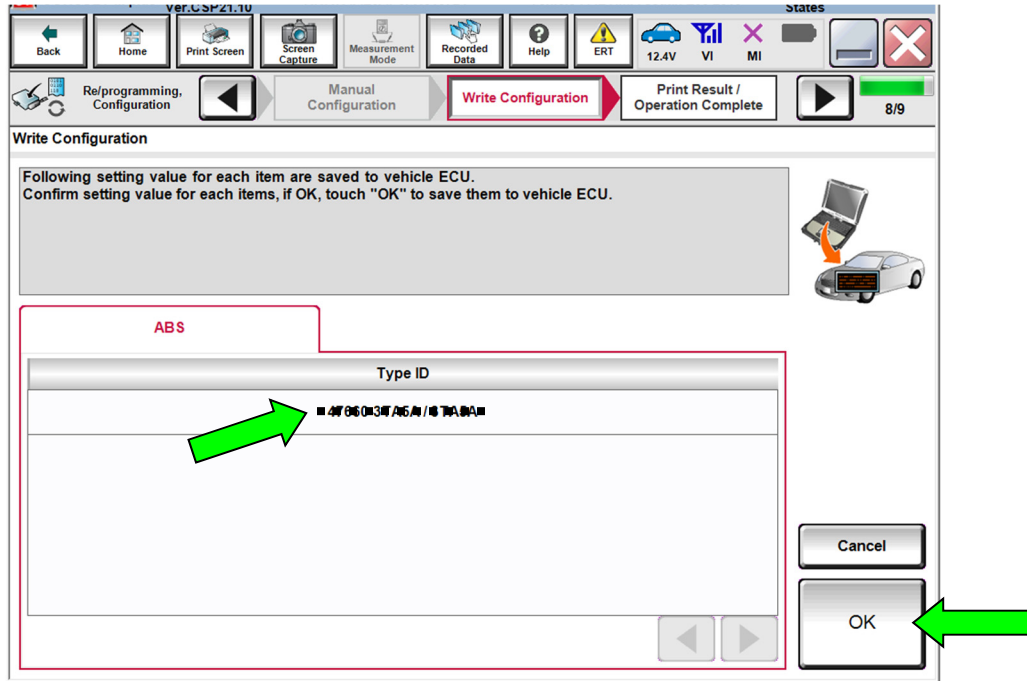 Ver.CSP21.10
States
Back
Home
Print Screen
Screen
Capture
Measurement
Mode
Recorded
Data
Help
ERT
12.4V
VI
MI
Re/programming,
Configuration
Manual
Configuration
Write Configuration
Print Result /
Operation Complete
8/9
Write Configuration
Following setting value for each item are saved to vehicle ECU.
Confirm setting value for each items, if OK, touch "OK" to save them to vehicle ECU.
ABS
Type ID
Cancel
OK